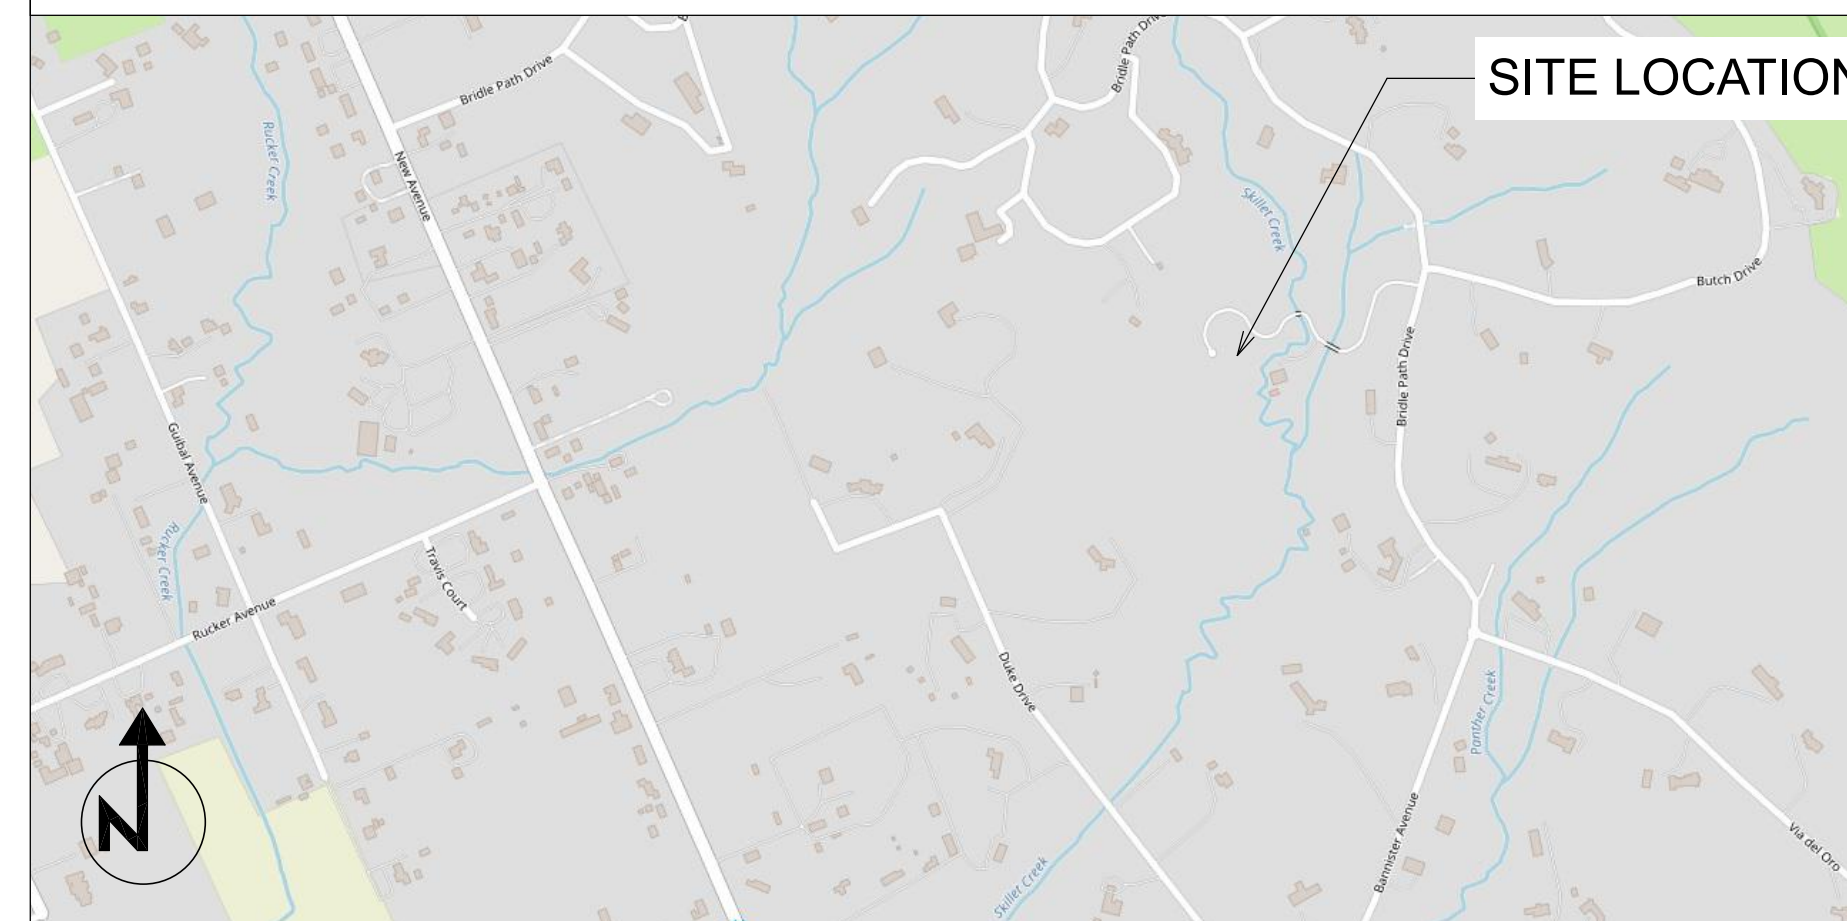 SITE LOCATION
Bridle Path Drive
Bridle Path Drive
Rucker Creek
New Avenue
Skillet Creek
Butch Drive
Bridle Path Drive
Guibal Avenue
Rucker Creek
Travis Court
Rucker Avenue
Duke Drive
Panther Creek
Bannister Avenue
Via del Oro
Skillet Creek
N